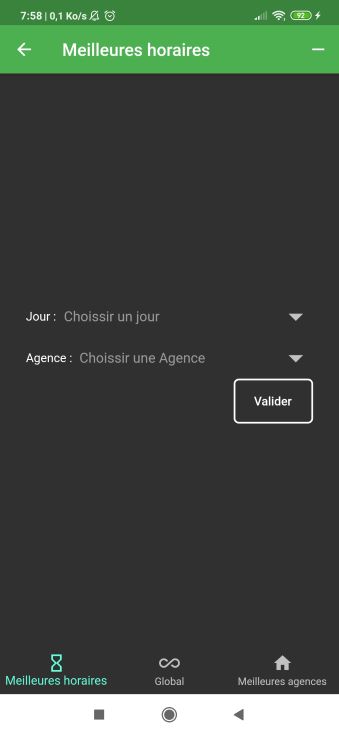 7:58 | 0,1 Ko/s
92
Meilleures horaires
Jour : Choissir un jour
Agence : Choissir une Agence
Valider
Meilleures horaires
Global
Meilleures agences